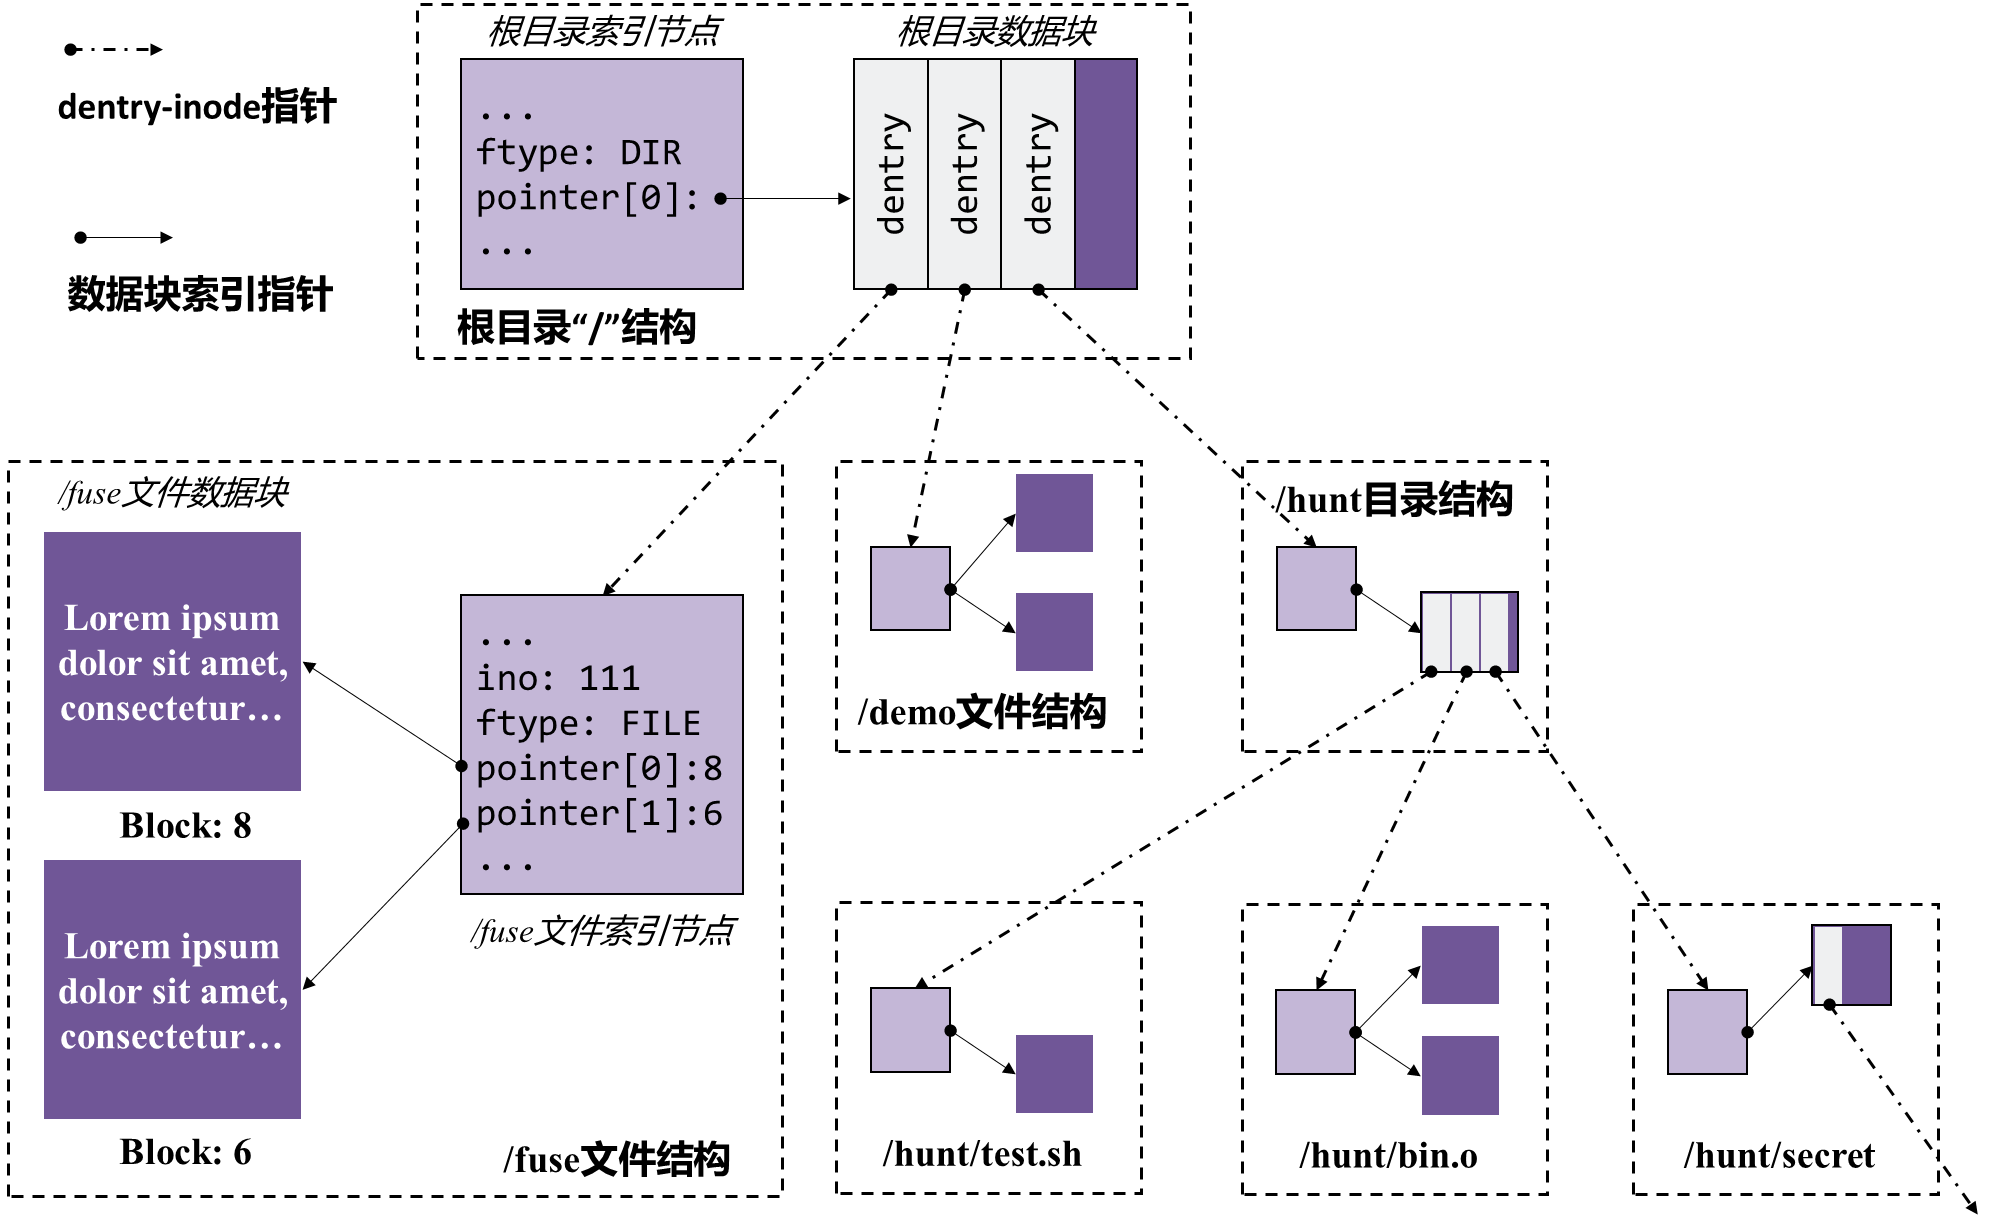 dentry-inode指针
数据块索引指针
根目录索引节点
根目录数据块
...
ftype: DIR
pointer[0]:
...
dentry
dentry
dentry
根目录“/”结构
/fuse文件数据块
Lorem ipsum
dolor sit amet,
consectetur…
Block: 8
Lorem ipsum
dolor sit amet,
consectetur…
Block: 6
...
ino: 111
ftype: FILE
pointer[0]:8
pointer[1]:6
...
/fuse文件索引节点
/fuse文件结构
/demo文件结构
/hunt目录结构
/hunt/test.sh
/hunt/bin.o
/hunt/secret